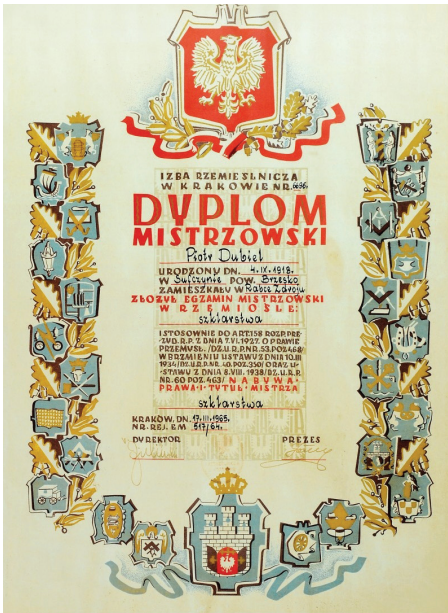 IZBA RZEMIEŚLNICZA
W KRAKOWIE NR.
DYPLOM
MISTRZOWSKI
Piotr Dubiel
URODZONY DN. 4.IX.1918.
W Sufczynie POW. Brzesko
ZAMIESZKAŁY W Rabce Zdroju
ZŁOŻYŁ EGZAMIN MISTRZOWSKI
W RZEMIOŚLE:
szklarstwa
I STOSOWNIE DO ART.158 ROZP.PRE-
ZYD.R.P. Z DNIA 7.VI.1927. O PRAWIE
PRZEMYSŁ. /DZ.U.R.P. NR.53.POZ.468/
W BRZMIENIU USTAWY Z DNIA 10.III
1934/DZ.U.R.P. NR.40.POZ.350/ORAZ U-
STAWY Z DNIA 8.VIII.1938/DZ.U.R.P.
NR.60 POZ.463/ NABYWA
PRAWA I TYTUŁ MISTRZA
szklarstwa
KRAKÓW, DN. 17.III.1965.
NR. REJ. E.M 517/64.
DYREKTOR PREZES